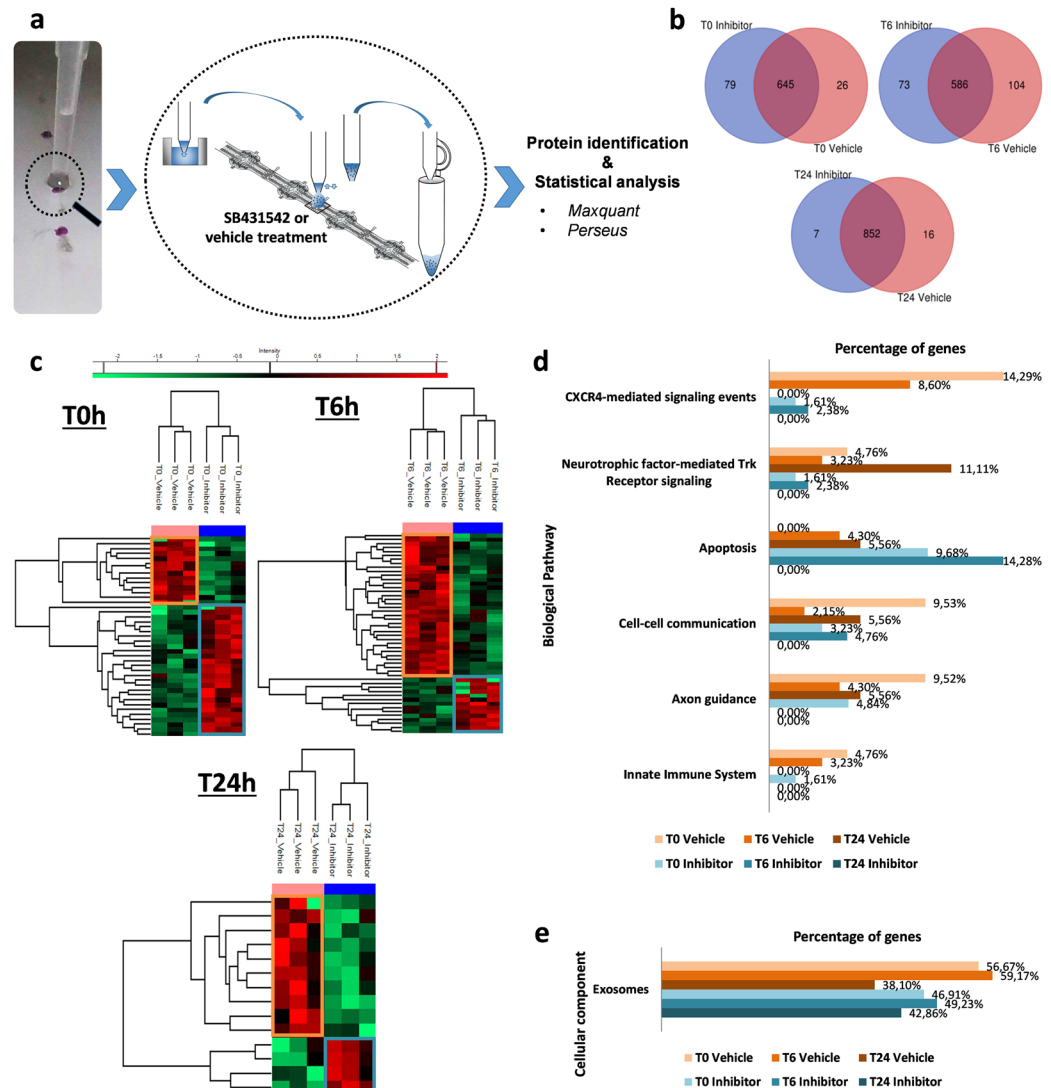 a
SB431542 or
vehicle treatment
Protein identification
&
Statistical analysis
• Maxquant
• Perseus
b
T0 Inhibitor
79
645
26
T0 Vehicle
T6 Inhibitor
73
586
104
T6 Vehicle
T24 Inhibitor
7
852
16
T24 Vehicle
c
Intensity
-2 -1.5 -1 -0.5 0 0.5 1 1.5 2
T0h
T0_Vehicle
T0_Vehicle
T0_Vehicle
T0_Inhibitor
T0_Inhibitor
T0_Inhibitor
T6h
T6_Vehicle
T6_Vehicle
T6_Vehicle
T6_Inhibitor
T6_Inhibitor
T6_Inhibitor
T24h
T24_Vehicle
T24_Vehicle
T24_Vehicle
T24_Inhibitor
T24_Inhibitor
T24_Inhibitor
d
Percentage of genes
Biological Pathway
CXCR4-mediated signaling events
14,29%
8,60%
0,00%
1,61%
2,38%
0,00%
Neurotrophic factor-mediated Trk
Receptor signaling
4,76%
3,23%
11,11%
1,61%
2,38%
0,00%
Apoptosis
0,00%
4,30%
5,56%
9,68%
14,28%
0,00%
Cell-cell communication
9,53%
2,15%
5,56%
3,23%
4,76%
0,00%
Axon guidance
9,52%
4,30%
5,56%
4,84%
0,00%
0,00%
Innate Immune System
4,76%
3,23%
0,00%
1,61%
0,00%
0,00%
T0 Vehicle T6 Vehicle T24 Vehicle
T0 Inhibitor T6 Inhibitor T24 Inhibitor
e
Percentage of genes
Cellular component
Exosomes
56,67%
59,17%
38,10%
46,91%
49,23%
42,86%
T0 Vehicle T6 Vehicle T24 Vehicle
T0 Inhibitor T6 Inhibitor T24 Inhibitor